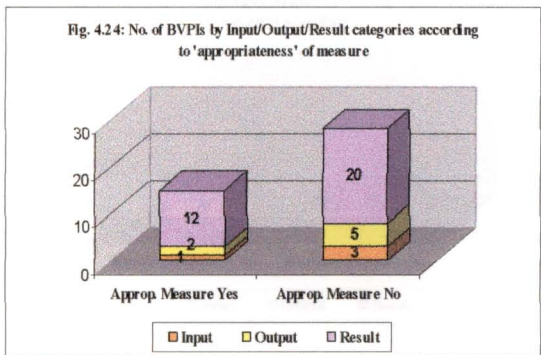 Fig. 4.24: No. of BVPIs by Input/Output/Result categories according
to 'appropriateness' of measure
30
20
10
0
12
2
1
20
5
3
Approp. Measure Yes
Approp. Measure No
Input
Output
Result